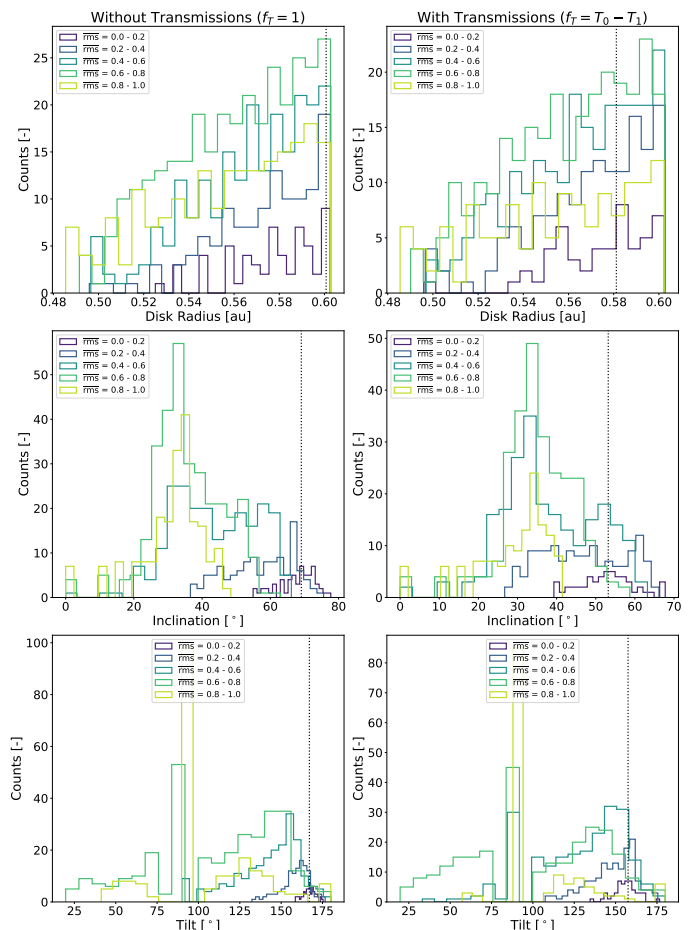 Without Transmissions (f_T = 1)
With Transmissions (f_T = T_0 − T_1)
Counts [-]
25
20
15
10
5
0
rms = 0.0 - 0.2
rms = 0.2 - 0.4
rms = 0.4 - 0.6
rms = 0.6 - 0.8
rms = 0.8 - 1.0
0.48 0.50 0.52 0.54 0.56 0.58 0.60
Disk Radius [au]
Counts [-]
20
15
10
5
0
rms = 0.0 - 0.2
rms = 0.2 - 0.4
rms = 0.4 - 0.6
rms = 0.6 - 0.8
rms = 0.8 - 1.0
0.48 0.50 0.52 0.54 0.56 0.58 0.60
Disk Radius [au]
Counts [-]
50
40
30
20
10
0
rms = 0.0 - 0.2
rms = 0.2 - 0.4
rms = 0.4 - 0.6
rms = 0.6 - 0.8
rms = 0.8 - 1.0
0 20 40 60 80
Inclination [°]
Counts [-]
50
40
30
20
10
0
rms = 0.0 - 0.2
rms = 0.2 - 0.4
rms = 0.4 - 0.6
rms = 0.6 - 0.8
rms = 0.8 - 1.0
0 10 20 30 40 50 60 70
Inclination [°]
Counts [-]
100
80
60
40
20
0
rms = 0.0 - 0.2
rms = 0.2 - 0.4
rms = 0.4 - 0.6
rms = 0.6 - 0.8
rms = 0.8 - 1.0
25 50 75 100 125 150 175
Tilt [°]
Counts [-]
80
70
60
50
40
30
20
10
0
rms = 0.0 - 0.2
rms = 0.2 - 0.4
rms = 0.4 - 0.6
rms = 0.6 - 0.8
rms = 0.8 - 1.0
25 50 75 100 125 150 175
Tilt [°]